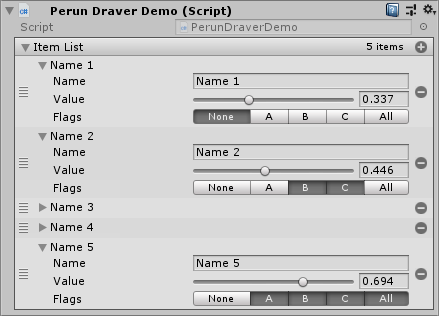 Perun Draver Demo (Script)
Script PerunDraverDemo
Item List 5 items
Name 1
Name Name 1
Value 0.337
Flags None A B C All
Name 2
Name Name 2
Value 0.446
Flags None A B C All
Name 3
Name 4
Name 5
Name Name 5
Value 0.694
Flags None A B C All